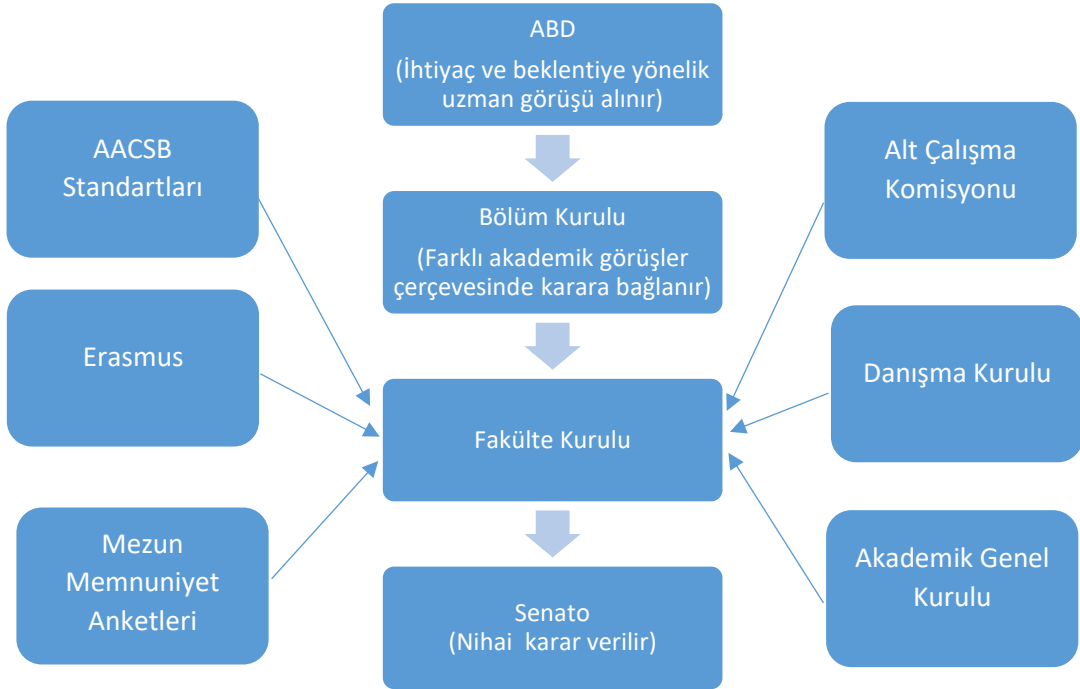 ABD
(İhtiyaç ve beklentiye yönelik
uzman görüşü alınır)
AACSB
Standartları
Alt Çalışma
Komisyonu
Bölüm Kurulu
(Farklı akademik görüşler
çerçevesinde karara bağlanır)
Erasmus
Danışma Kurulu
Fakülte Kurulu
Mezun
Memnuniyet
Anketleri
Akademik Genel
Kurulu
Senato
(Nihai karar verilir)